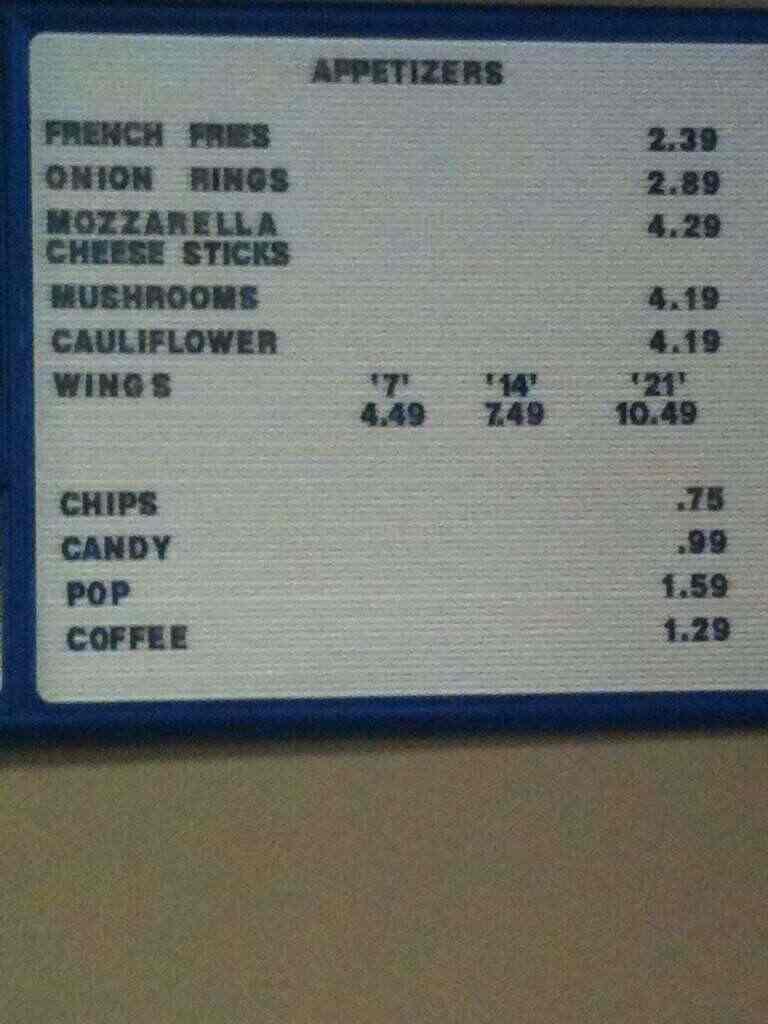 APPETIZERS
FRENCH FRIES 2.39
ONION RINGS 2.89
MOZZARELLA 4.29
CHEESE STICKS
MUSHROOMS 4.19
CAULIFLOWER 4.19
WINGS '7' '14' '21'
4.49 7.49 10.49
CHIPS .75
CANDY .99
POP 1.59
COFFEE 1.29